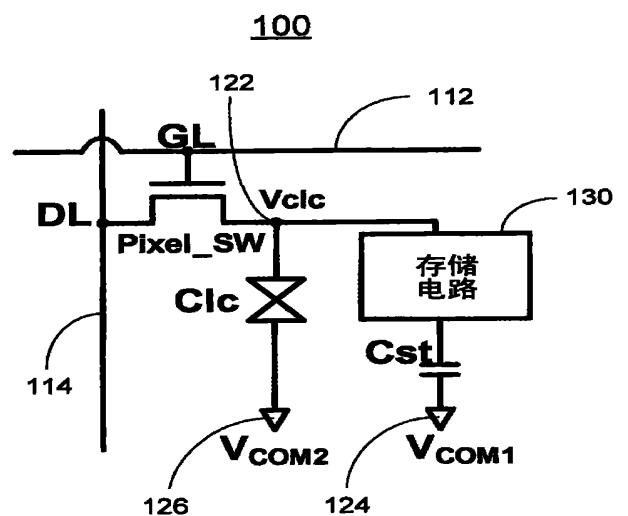 100
122
112
GL
DL
Vclc
130
Pixel_SW
存储
电路
Clc
Cst
114
VCOM2
VCOM1
126
124